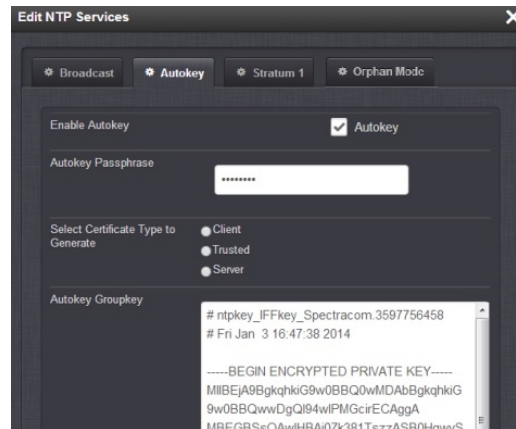 Edit NTP Services
Broadcast Autokey Stratum 1 Orphan Mode
Enable Autokey Autokey
Autokey Passphrase
••••••••
Select Certificate Type to
Generate
Client
Trusted
Server
Autokey Groupkey
# ntpkey_IFFkey_Spectracom.3597756458
# Fri Jan 3 16:47:38 2014
-----BEGIN ENCRYPTED PRIVATE KEY-----
MIIBEjA9BgkqhkiG9w0BBQ0wMDAbBgkqhkiG
9w0BBQwwDgQI94wIPMGcirECAggA